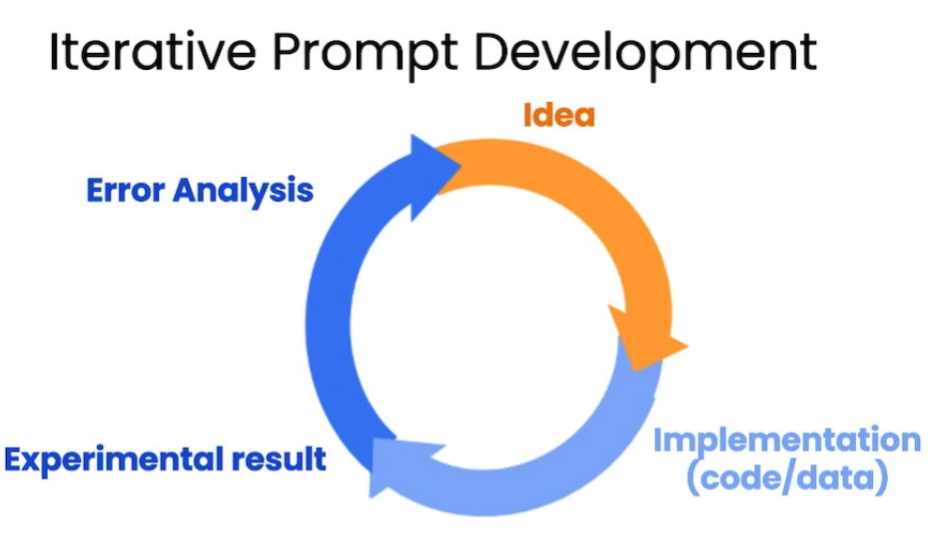 Iterative Prompt Development
Idea
Error Analysis
Implementation
(code/data)
Experimental result